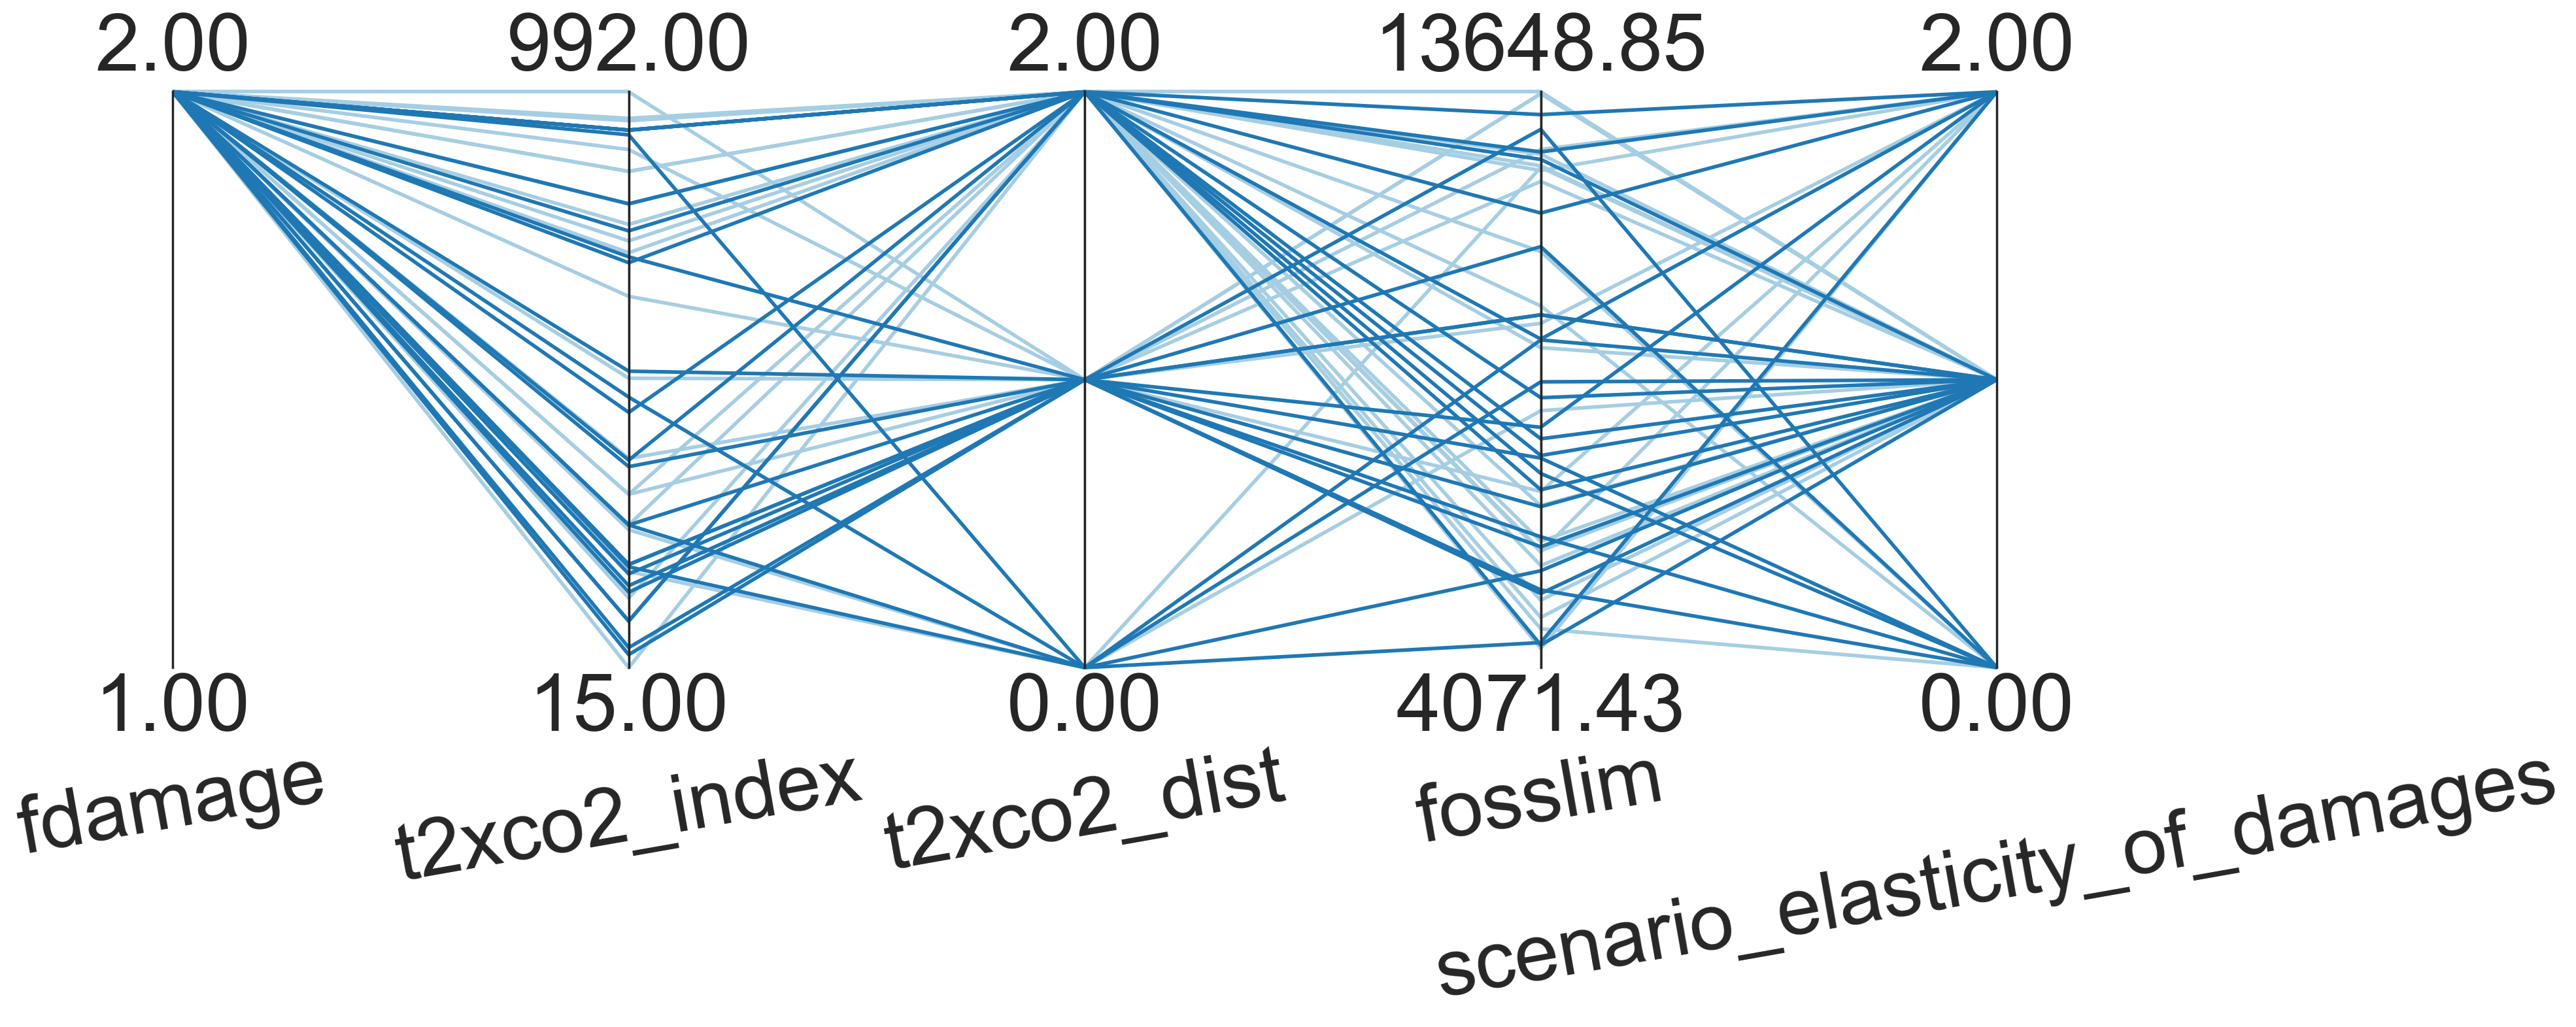 2.00 992.00 2.00 13648.85 2.00
1.00 15.00 0.00 4071.43 0.00
fdamage t2xco2_index t2xco2_dist fosslim scenario_elasticity_of_damages